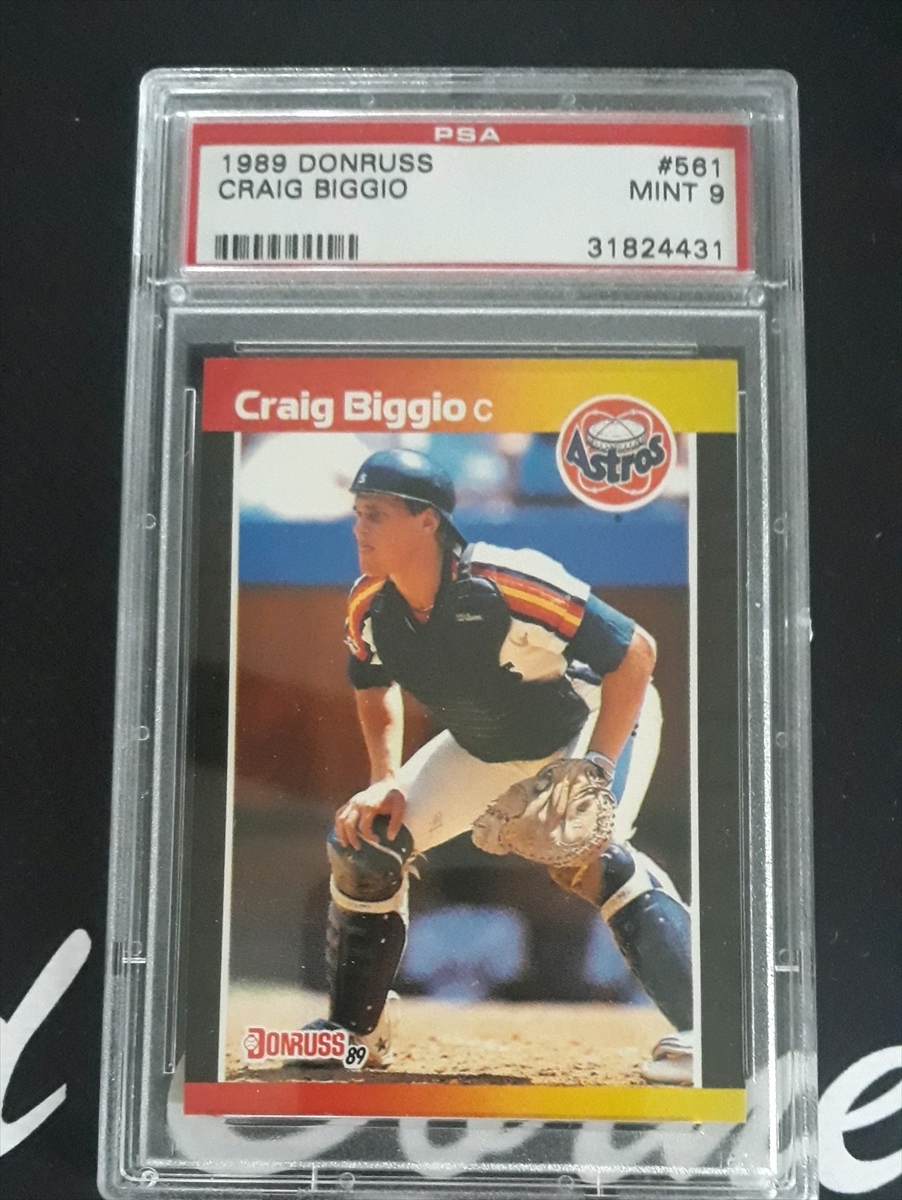 PSA
1989 DONRUSS #561
CRAIG BIGGIO MINT 9
31824431
Craig Biggio C
Astros
DONRUSS 89